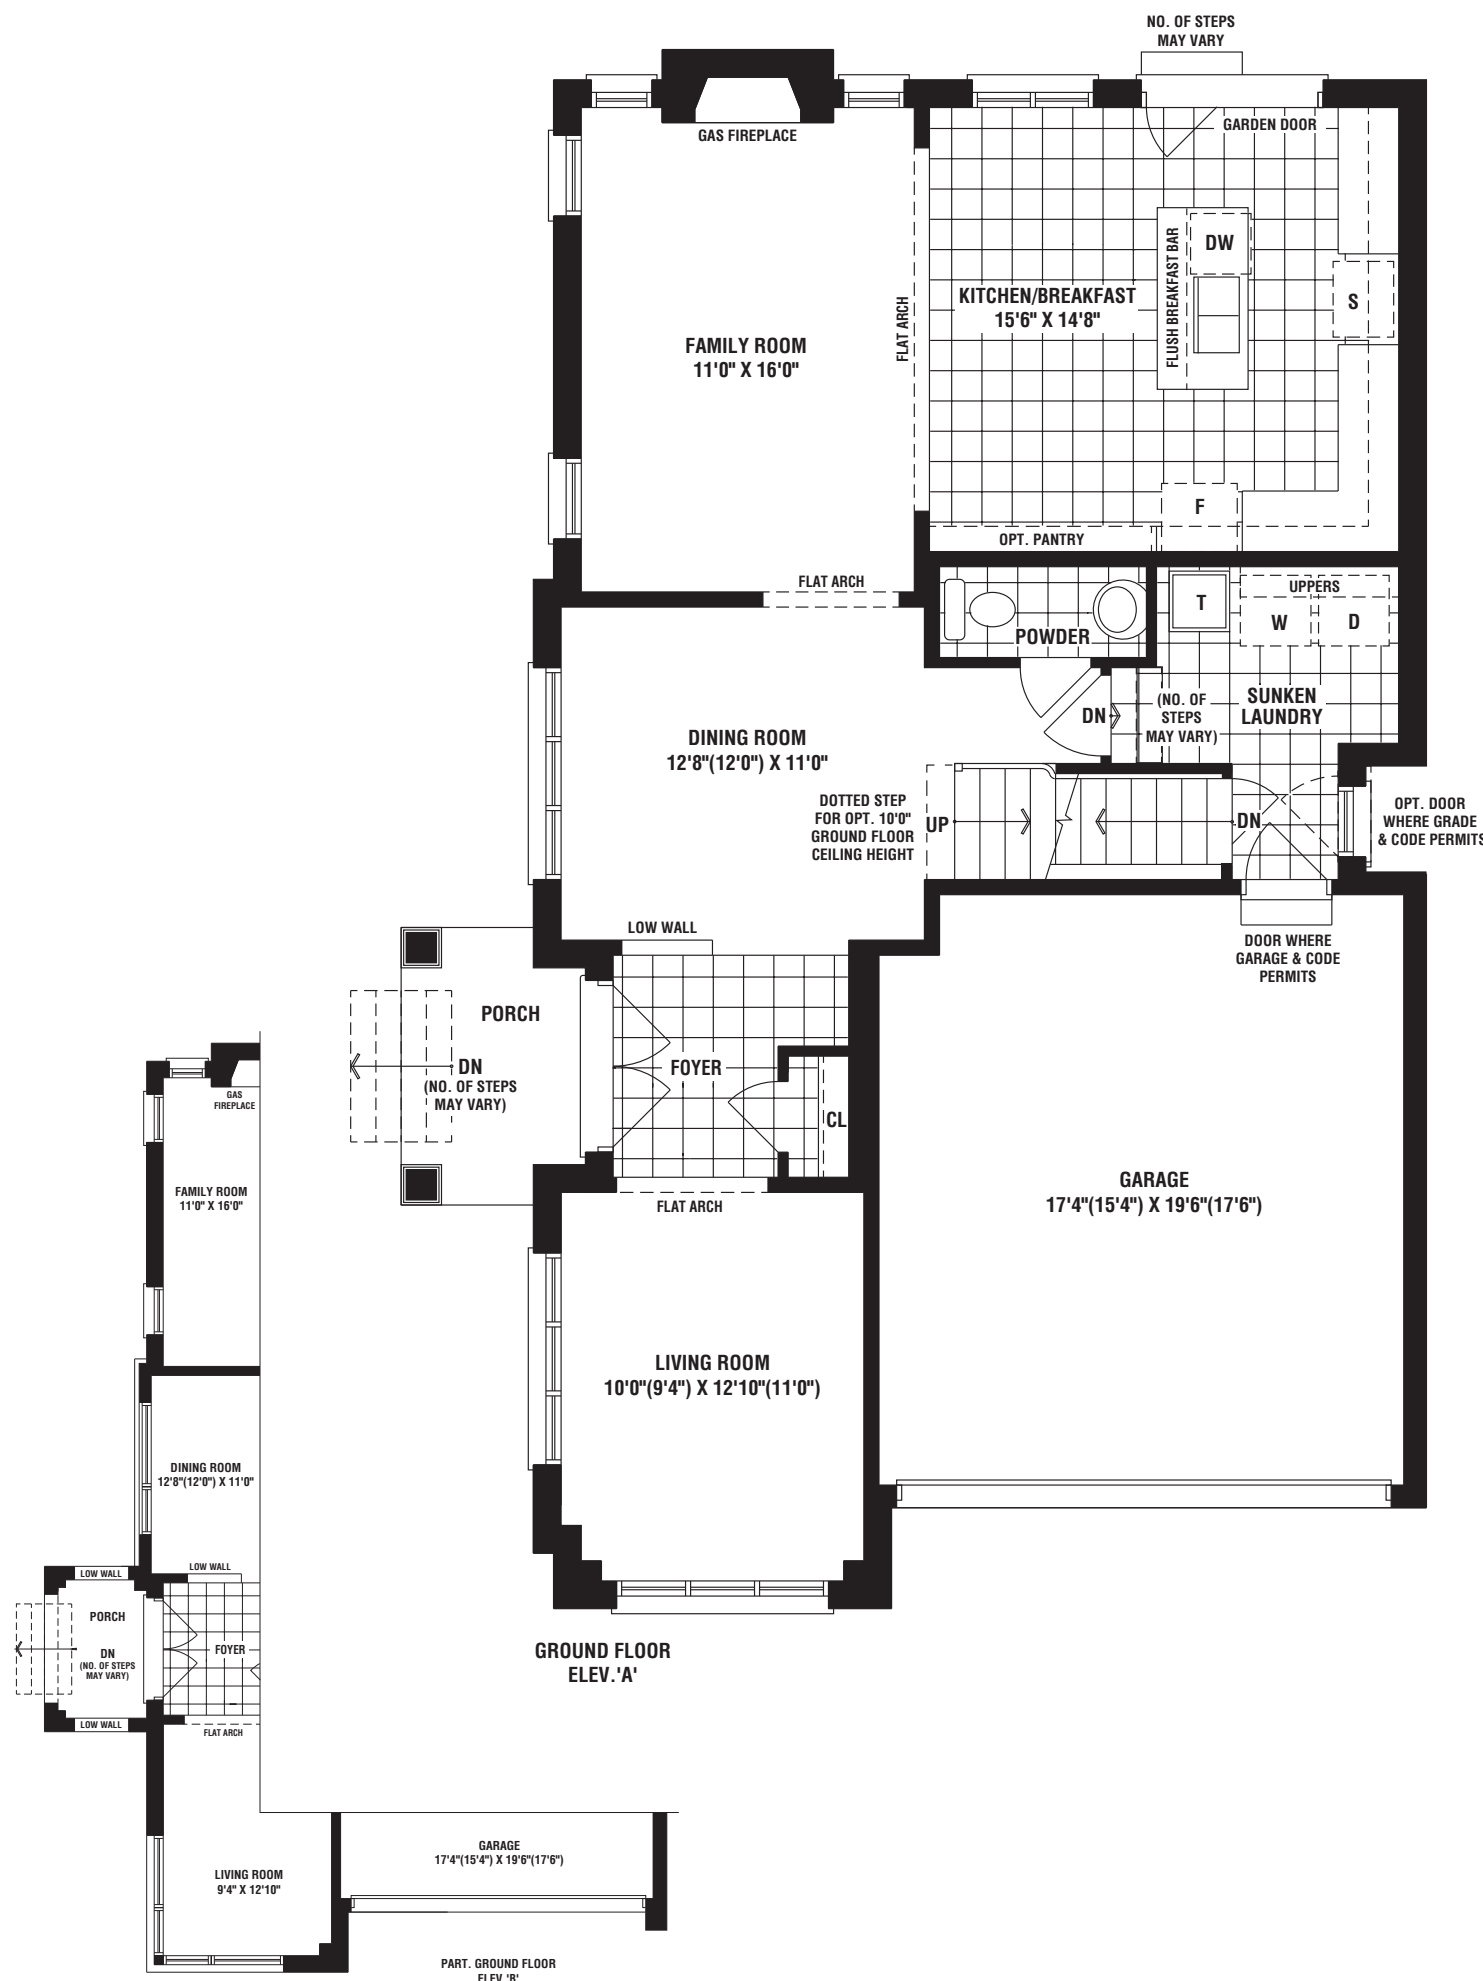 NO. OF STEPS
MAY VARY
GAS FIREPLACE
GARDEN DOOR
FLUSH BREAKFAST BAR
DW
S
FLAT ARCH
KITCHEN/BREAKFAST
15'6" X 14'8"
FAMILY ROOM
11'0" X 16'0"
F
OPT. PANTRY
FLAT ARCH
POWDER
T
UPPERS
W
D
DN
(NO. OF
STEPS
MAY VARY)
SUNKEN
LAUNDRY
DINING ROOM
12'8"(12'0") X 11'0"
DOTTED STEP
FOR OPT. 10'0"
GROUND FLOOR
CEILING HEIGHT
UP
DN
OPT. DOOR
WHERE GRADE
& CODE PERMITS
LOW WALL
DOOR WHERE
GARAGE & CODE
PERMITS
PORCH
DN
(NO. OF STEPS
MAY VARY)
FOYER
CL
FLAT ARCH
GARAGE
17'4"(15'4") X 19'6"(17'6")
LIVING ROOM
10'0"(9'4") X 12'10"(11'0")
GROUND FLOOR
ELEV.'A'
GAS
FIREPLACE
FAMILY ROOM
11'0" X 16'0"
DINING ROOM
12'8"(12'0") X 11'0"
LOW WALL
LOW WALL
PORCH
DN
(NO. OF STEPS
MAY VARY)
FOYER
LOW WALL
FLAT ARCH
GARAGE
17'4"(15'4") X 19'6"(17'6")
LIVING ROOM
9'4" X 12'10"
PART. GROUND FLOOR
ELEV.'B'